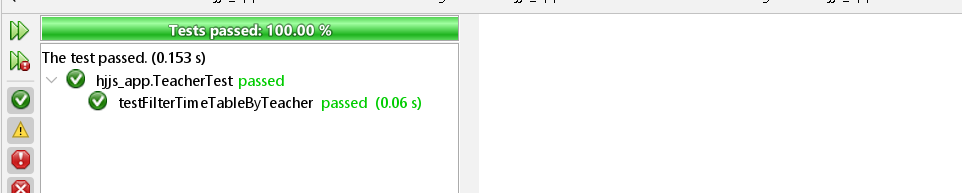 Tests passed: 100.00 %
The test passed. (0.153 s)
hjjs_app.TeacherTest passed
testFilterTimeTableByTeacher passed (0.06 s)